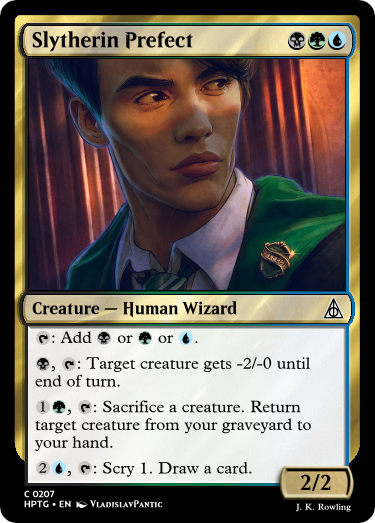 Slytherin Prefect
Creature — Human Wizard
: Add or or .
, : Target creature gets -2/-0 until
end of turn.
1 , : Sacrifice a creature. Return
target creature from your graveyard to
your hand.
2 , : Scry 1. Draw a card.
2/2
C 0207
HPTG • EN VladislavPantic
J. K. Rowling